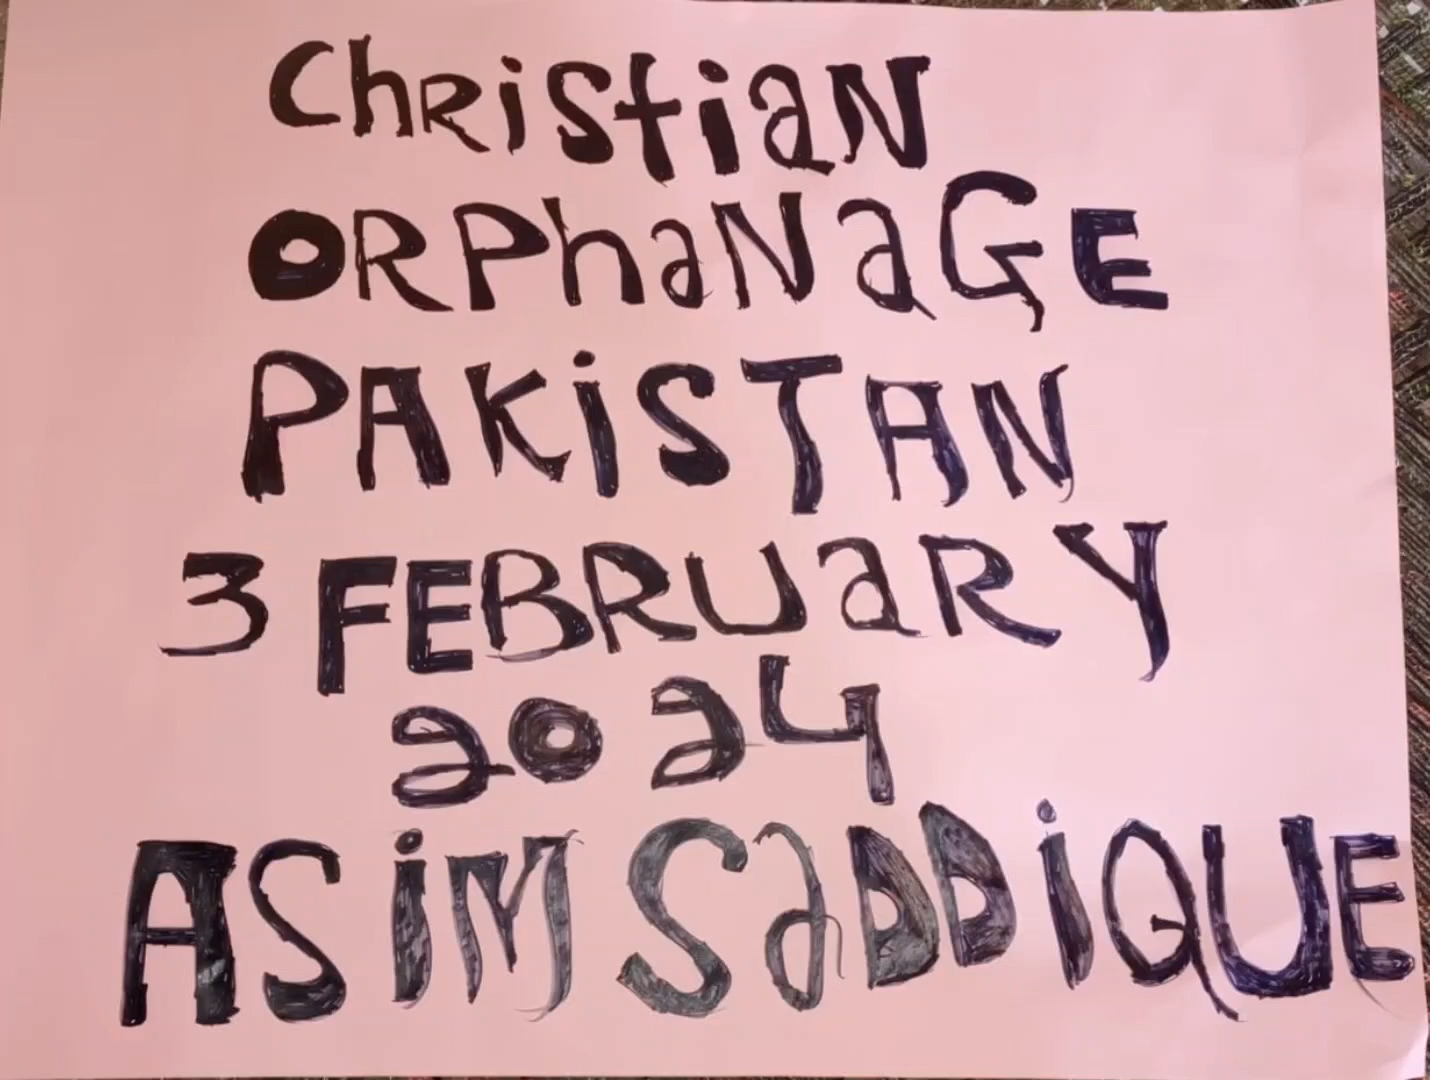 Christian
ORPhaNaGE
PAKiSTAN
3 FEBRUaRY
2024
ASiM SaDDiQUE